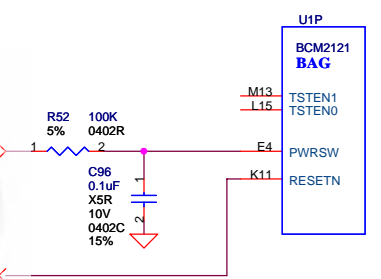 U1P
BCM2121
BAG
M13 TSTEN1
L15 TSTEN0
R52 100K
5% 0402R
1 2
E4 PWRSW
C96
0.1uF
X5R
10V
0402C
15%
1
2
K11 RESETN